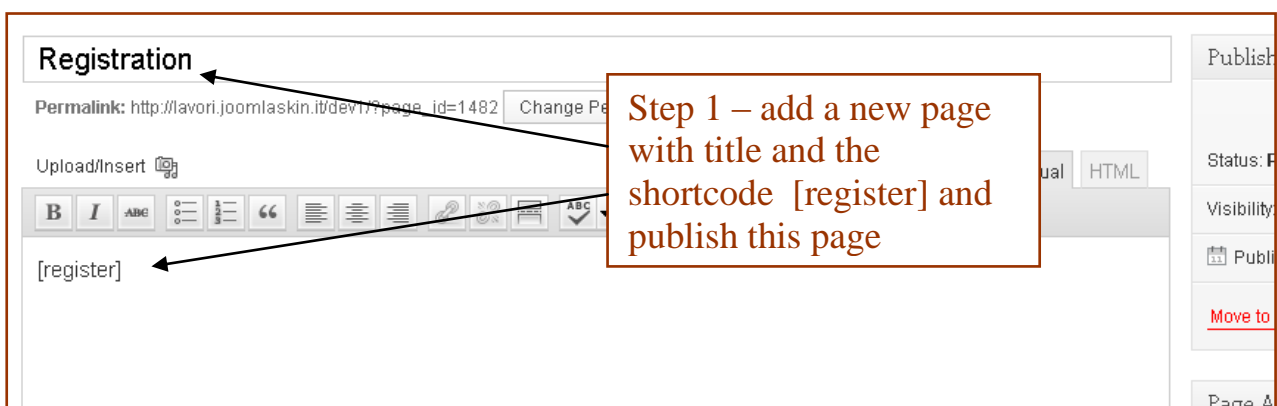 Registration
Publish
Permalink: http://lavori.joomlaskin.it/dev1/?page_id=1482 Change Pe
Step 1 – add a new page
with title and the
shortcode [register] and
publish this page
Upload/Insert
ual HTML
Status: P
B I ABC ABC
Visibility:
[register]
Publi
Move to
Page A